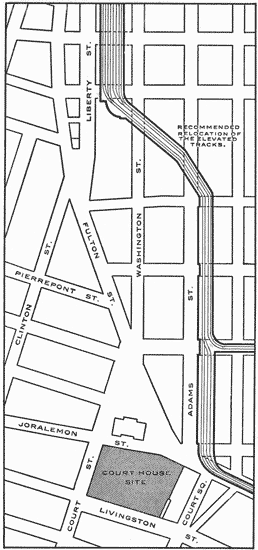 LIBERTY ST.
RECOMMENDED
RELOCATION OF
THE ELEVATED
TRACKS.
WASHINGTON ST.
FULTON ST.
CLINTON ST.
PIERREPONT ST.
ADAMS ST.
JORALEMON ST.
COURT HOUSE
SITE
COURT ST.
LIVINGSTON ST.
COURT SQ.